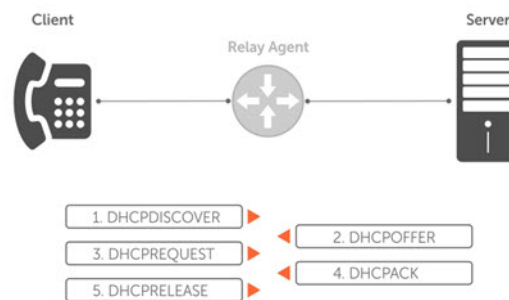 Client
Server
Relay Agent
1. DHCPDISCOVER
2. DHCPOFFER
3. DHCPREQUEST
4. DHCPACK
5. DHCPRELEASE